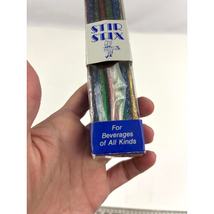 STIR
STIX
For
Beverages
of All Kinds